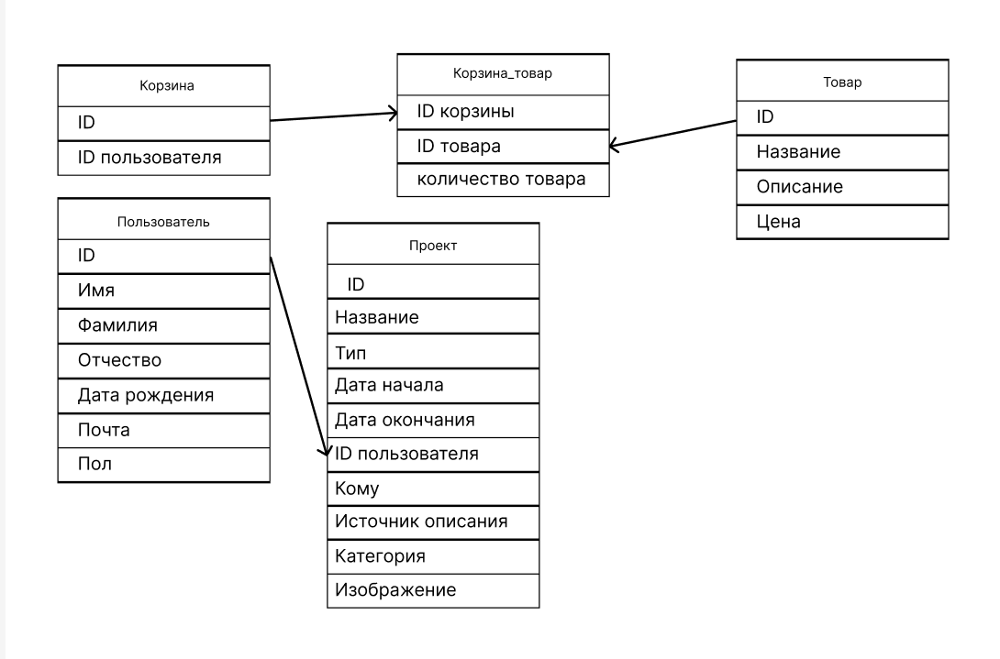 Корзина
ID
ID пользователя
Корзина_товар
ID корзины
ID товара
количество товара
Товар
ID
Название
Описание
Цена
Пользователь
ID
Имя
Фамилия
Отчество
Дата рождения
Почта
Пол
Проект
ID
Название
Тип
Дата начала
Дата окончания
ID пользователя
Кому
Источник описания
Категория
Изображение